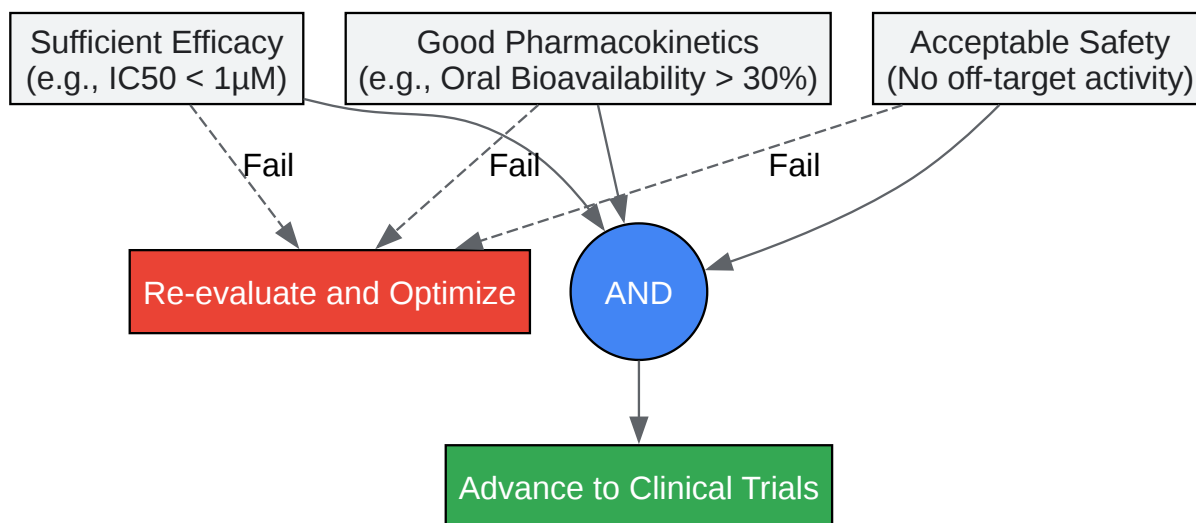 Sufficient Efficacy
(e.g., IC50 < 1µM)
Good Pharmacokinetics
(e.g., Oral Bioavailability > 30%)
Acceptable Safety
(No off-target activity)
Fail
Fail
Fail
Re-evaluate and Optimize
AND
Advance to Clinical Trials